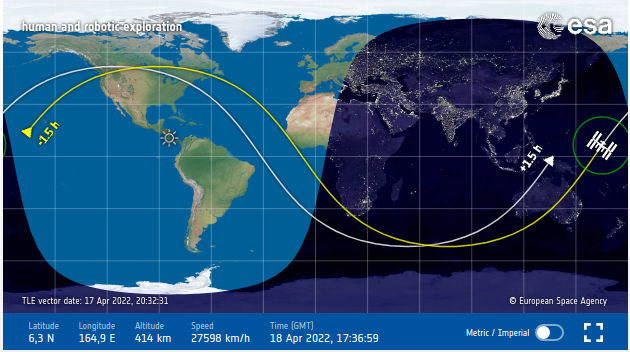 human and robotic exploration
esa
-1.5 h
+1.5 h
TLE vector date: 17 Apr 2022, 20:32:31
© European Space Agency
Latitude
6,3 N
Longitude
164,9 E
Altitude
414 km
Speed
27598 km/h
Time (GMT)
18 Apr 2022, 17:36:59
Metric / Imperial